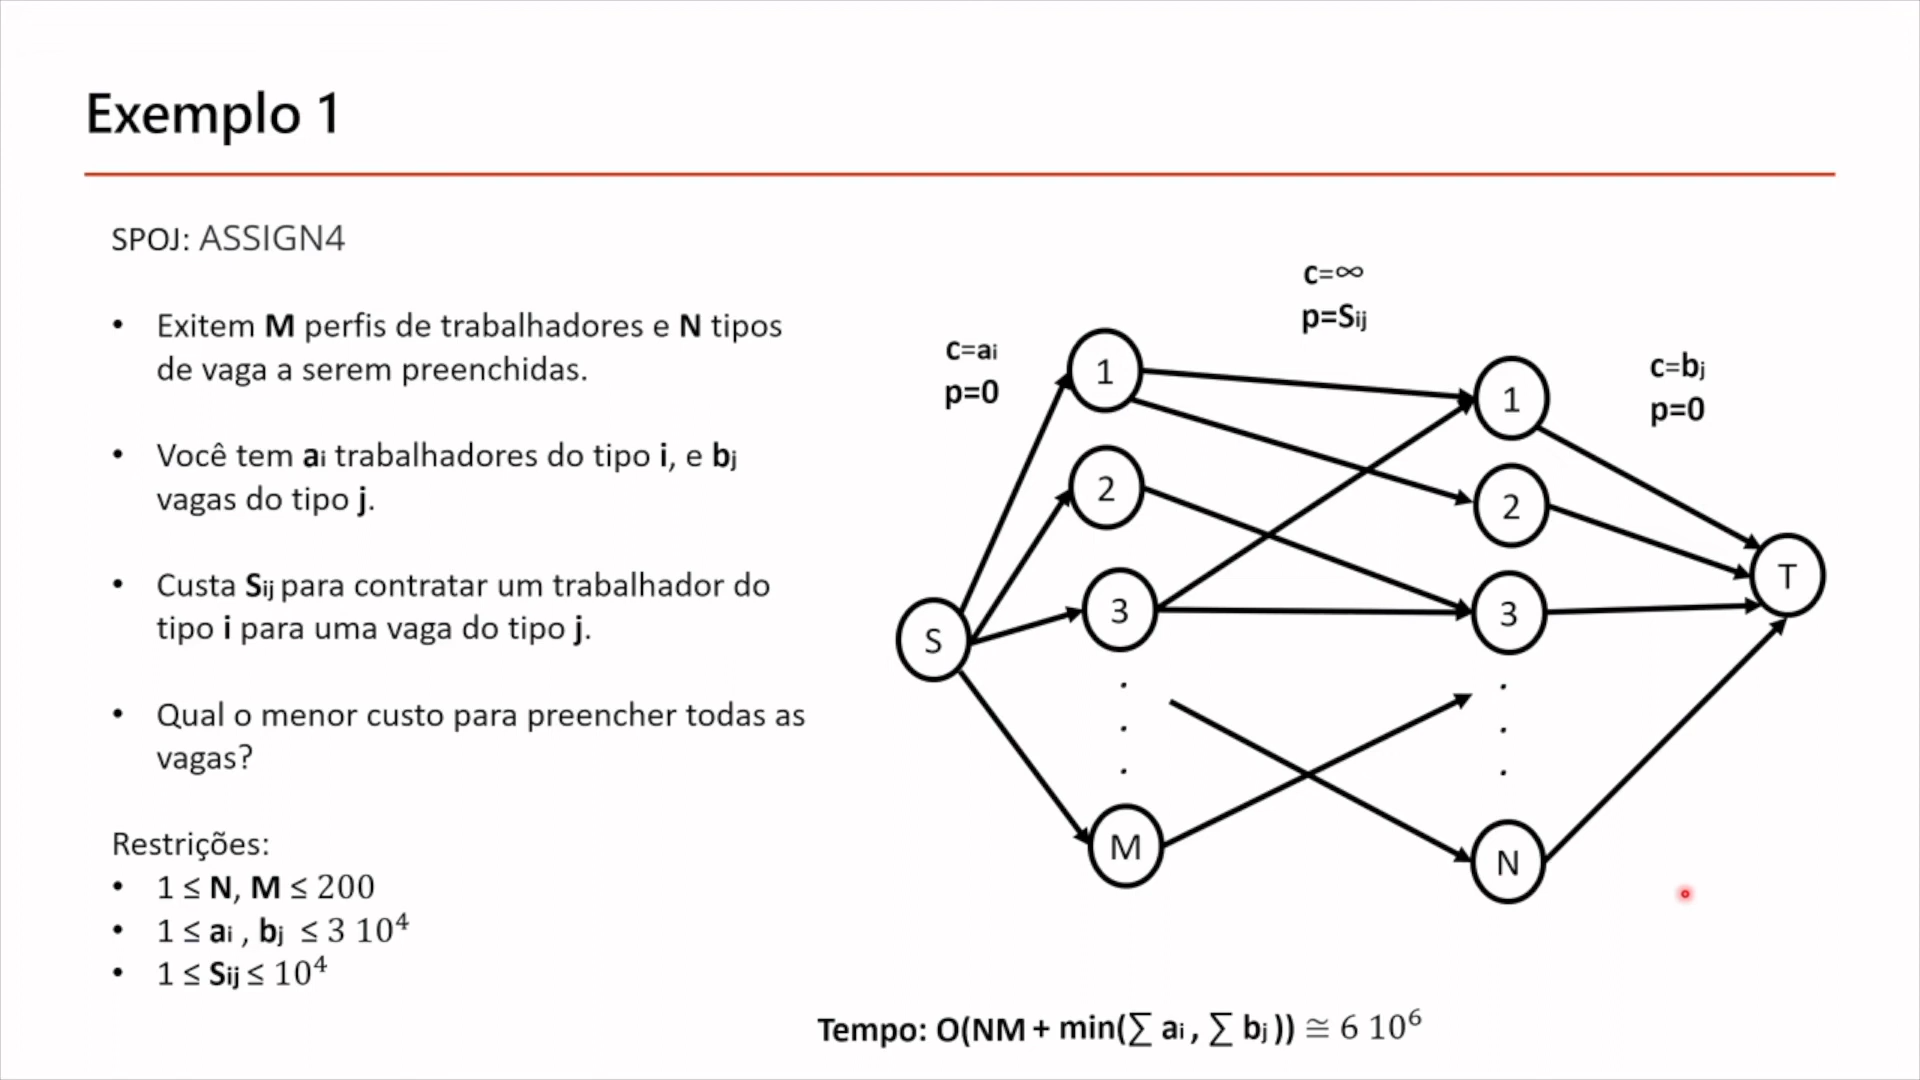 Exemplo 1
SPOJ: ASSIGN4
• Exitem M perfis de trabalhadores e N tipos
de vaga a serem preenchidas.
• Você tem ai trabalhadores do tipo i, e bj
vagas do tipo j.
• Custa Sij para contratar um trabalhador do
tipo i para uma vaga do tipo j.
• Qual o menor custo para preencher todas as
vagas?
Restrições:
• 1 ≤ N, M ≤ 200
• 1 ≤ ai , bj ≤ 3 10⁴
• 1 ≤ Sij ≤ 10⁴
c=ai
p=0
c=∞
p=Sij
c=bj
p=0
S
1
2
3
.
.
.
M
1
2
3
.
.
.
N
T
Tempo: O(NM + min(∑ ai , ∑ bj )) ≅ 6 10⁶